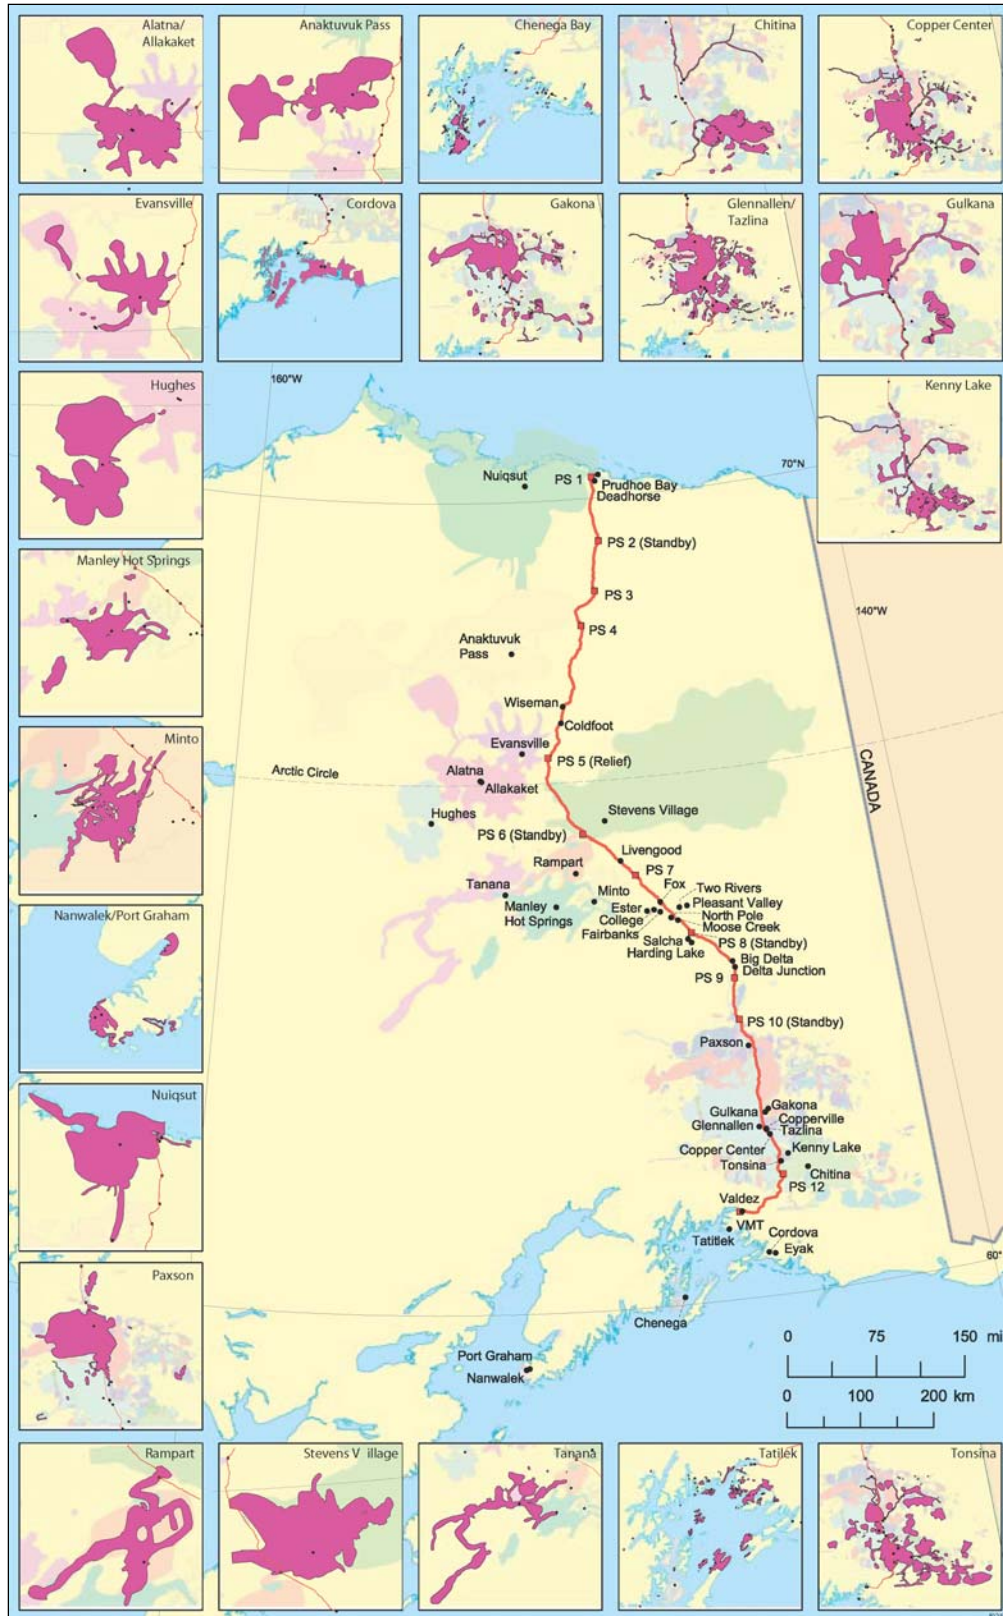 Alatna/
Allakaket
Anaktuvuk Pass
Chenega Bay
Chitina
Copper Center
Evansville
Cordova
Gakona
Glennallen/
Tazlina
Gulkana
Hughes
160°W
Kenny Lake
70°N
Nuiqsut
PS 1
Prudhoe Bay
Deadhorse
PS 2 (Standby)
Manley Hot Springs
PS 3
140°W
PS 4
Anaktuvuk
Pass
Wiseman
Coldfoot
Minto
Evansville
PS 5 (Relief)
CANADA
Arctic Circle
Alatna
Allakaket
Hughes
Stevens Village
PS 6 (Standby)
Livengood
Rampart
PS 7
Tanana
Minto
Fox
Two Rivers
Manley
Hot Springs
Ester
College
Pleasant Valley
North Pole
Fairbanks
Moose Creek
Nanwalek/Port Graham
Salcha
Harding Lake
PS 8 (Standby)
Big Delta
Delta Junction
PS 9
PS 10 (Standby)
Paxson
Nuiqsut
Gakona
Gulkana
Copperville
Glennallen
Tazlina
Copper Center
Kenny Lake
Tonsina
Chitina
PS 12
Valdez
VMT
Tatitlek
Cordova
Eyak
60°
Paxson
Chenega
0 75 150 mi
Port Graham
Nanwalek
0 100 200 km
Rampart
Stevens V illage
Tanana
Tatilek
Tonsina